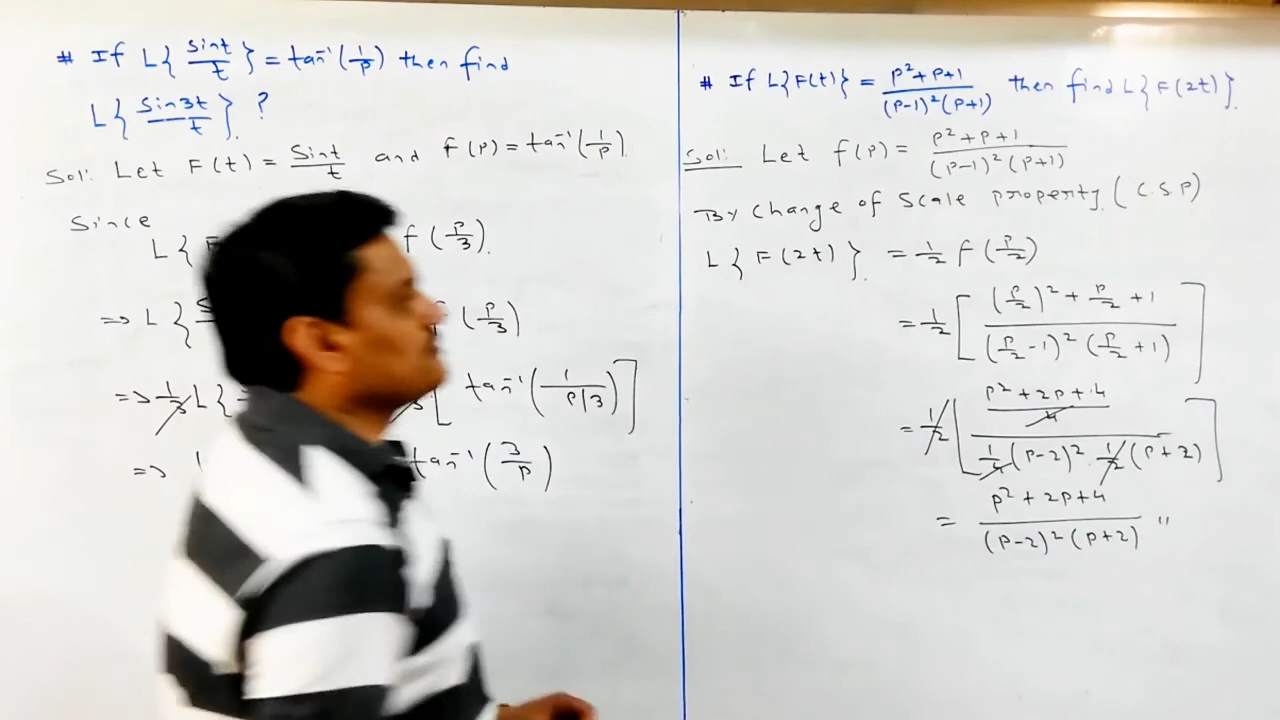 # If L{ sint/t } = tan⁻¹(1/p) then find
L{ sin3t/t } ?
Sol: Let F(t) = sint/t and f(p) = tan⁻¹(1/p).
Since
L{ F f(p/3).
⇒ L{ S (p/3)
⇒ 1/3 L{ [ tan⁻¹( 1/(p/3) ) ]
⇒ tan⁻¹(3/p)
# If L{F(t)} = (p²+p+1)/((p-1)²(p+1)) then find L{F(2t)}.
Sol: Let f(p) = (p²+p+1)/((p-1)²(p+1))
By change of scale property. (C.S.P)
L{ F(2t) }. = 1/2 f(p/2)
= 1/2 [ ((p/2)² + p/2 + 1)/((p/2 - 1)² (p/2 + 1)) ]
= 1/2 [ ((p²+2p+4)/4)/(1/4 (p-2)² 1/2 (p+2)) ]
= (p²+2p+4)/((p-2)²(p+2)) "